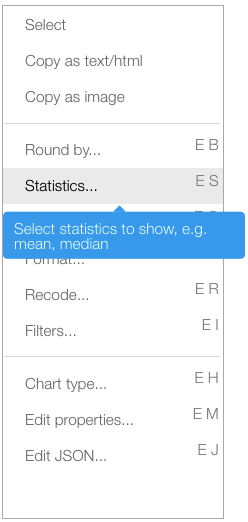 Select
Copy as text/html
Copy as image
Round by... E B
Statistics... E S
Select statistics to show, e.g.
mean, median
Format...
Recode... E R
Filters... E I
Chart type... E H
Edit properties... E M
Edit JSON... E J